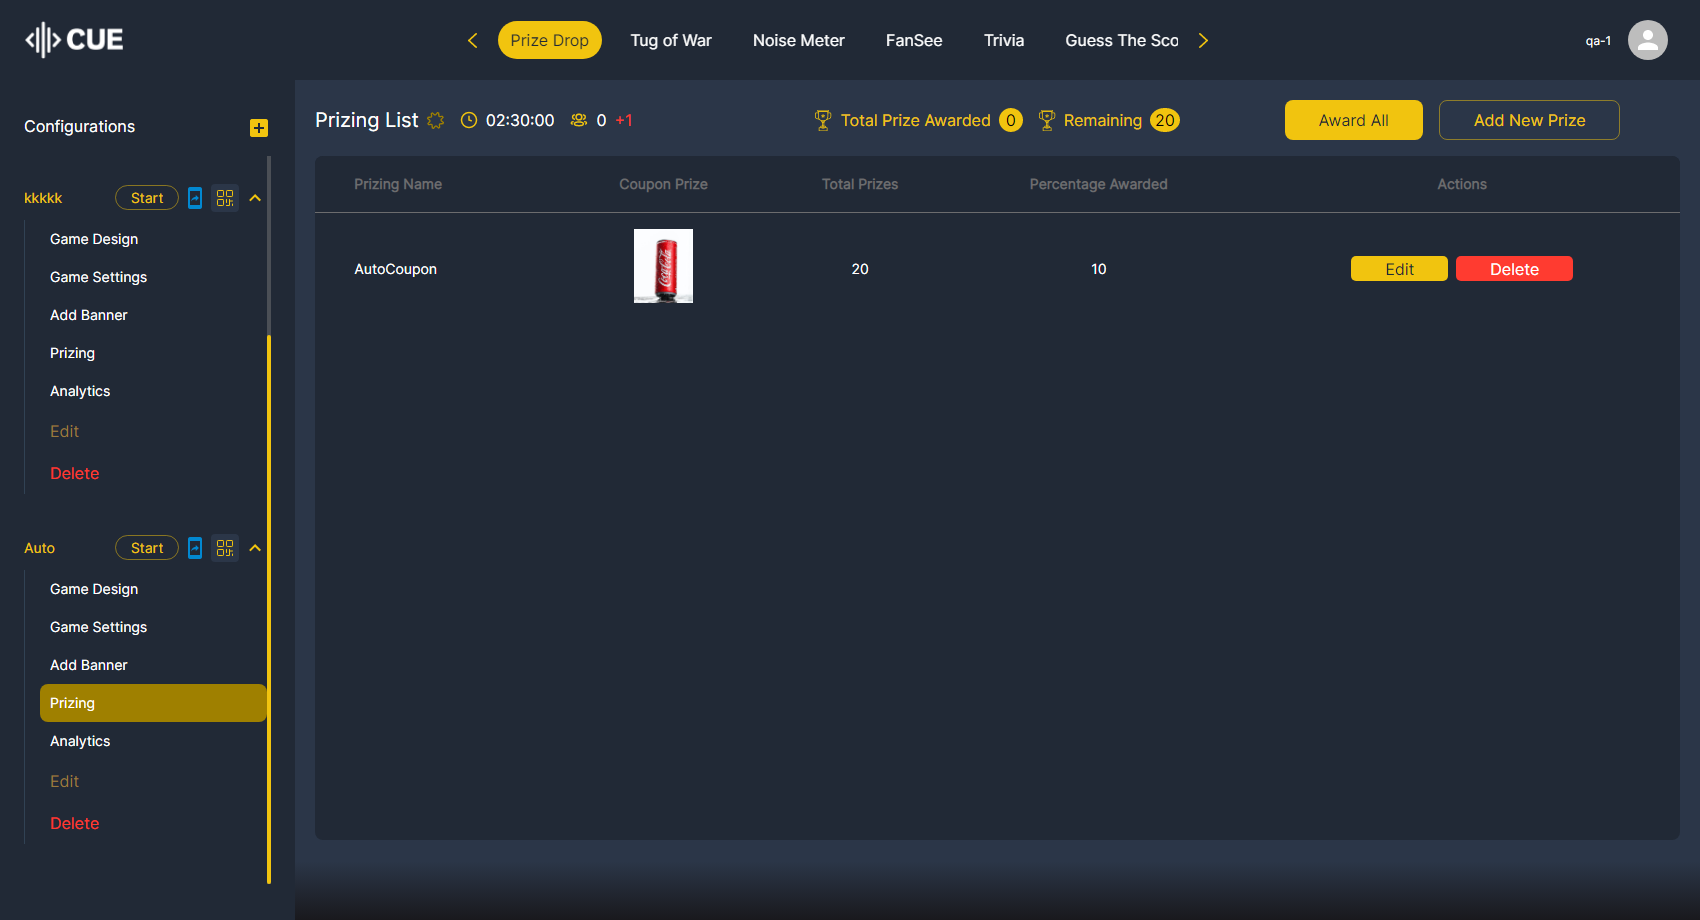 CUE
Prize Drop
Tug of War
Noise Meter
FanSee
Trivia
Guess The Sco
qa-1
Configurations
kkkkk
Start
Game Design
Game Settings
Add Banner
Prizing
Analytics
Edit
Delete
Auto
Start
Game Design
Game Settings
Add Banner
Prizing
Analytics
Edit
Delete
Prizing List
02:30:00
0 +1
Total Prize Awarded 0
Remaining 20
Award All
Add New Prize
Prizing Name
Coupon Prize
Total Prizes
Percentage Awarded
Actions
AutoCoupon
Coca-Cola
20
10
Edit
Delete